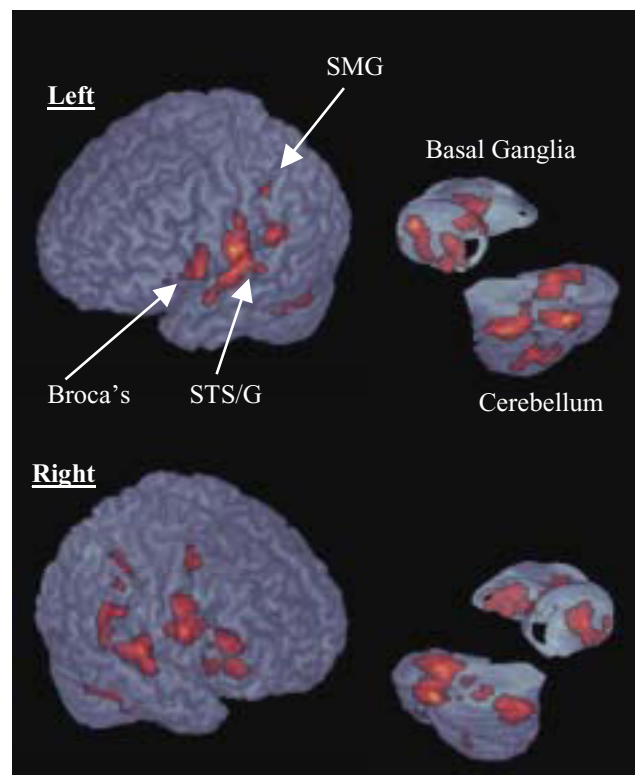 SMG
Left
Basal Ganglia
Broca's
STS/G
Cerebellum
Right